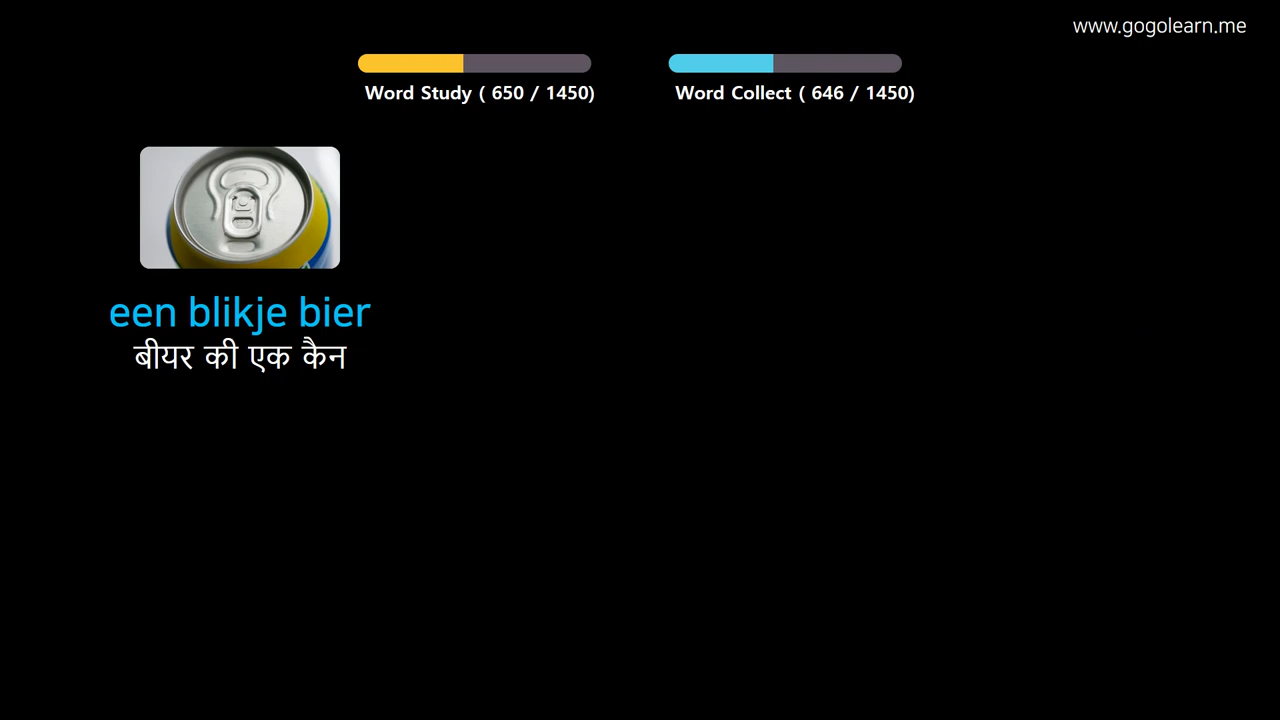 www.gogolearn.me
Word Study ( 650 / 1450)
Word Collect ( 646 / 1450)
een blikje bier
बीयर की एक कैन